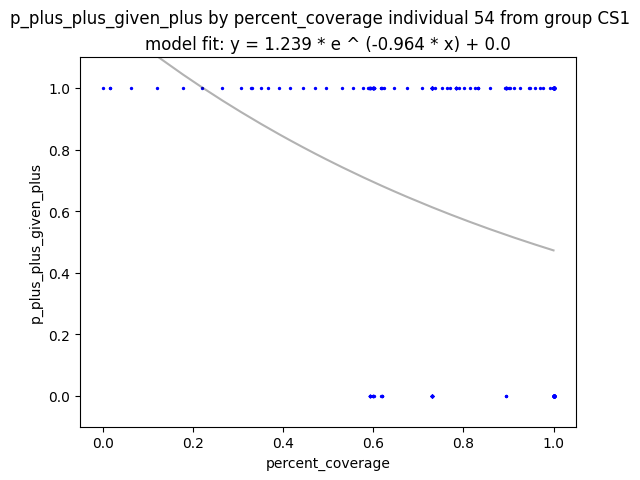 p_plus_plus_given_plus by percent_coverage individual 54 from group CS1
model fit: y = 1.239 * e ^ (-0.964 * x) + 0.0
1.0
0.8
0.6
0.4
0.2
0.0
p_plus_plus_given_plus
0.0 0.2 0.4 0.6 0.8 1.0
percent_coverage